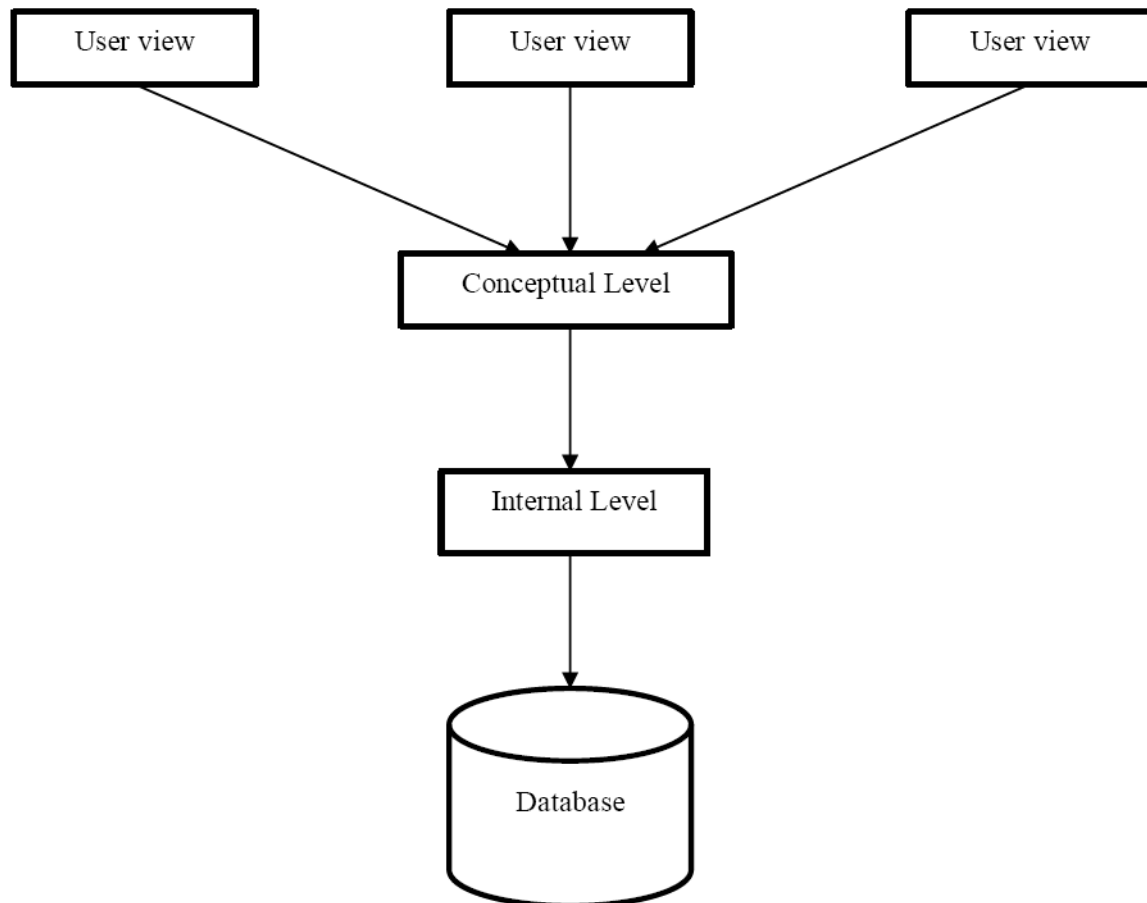 User view
User view
User view
Conceptual Level
Internal Level
Database